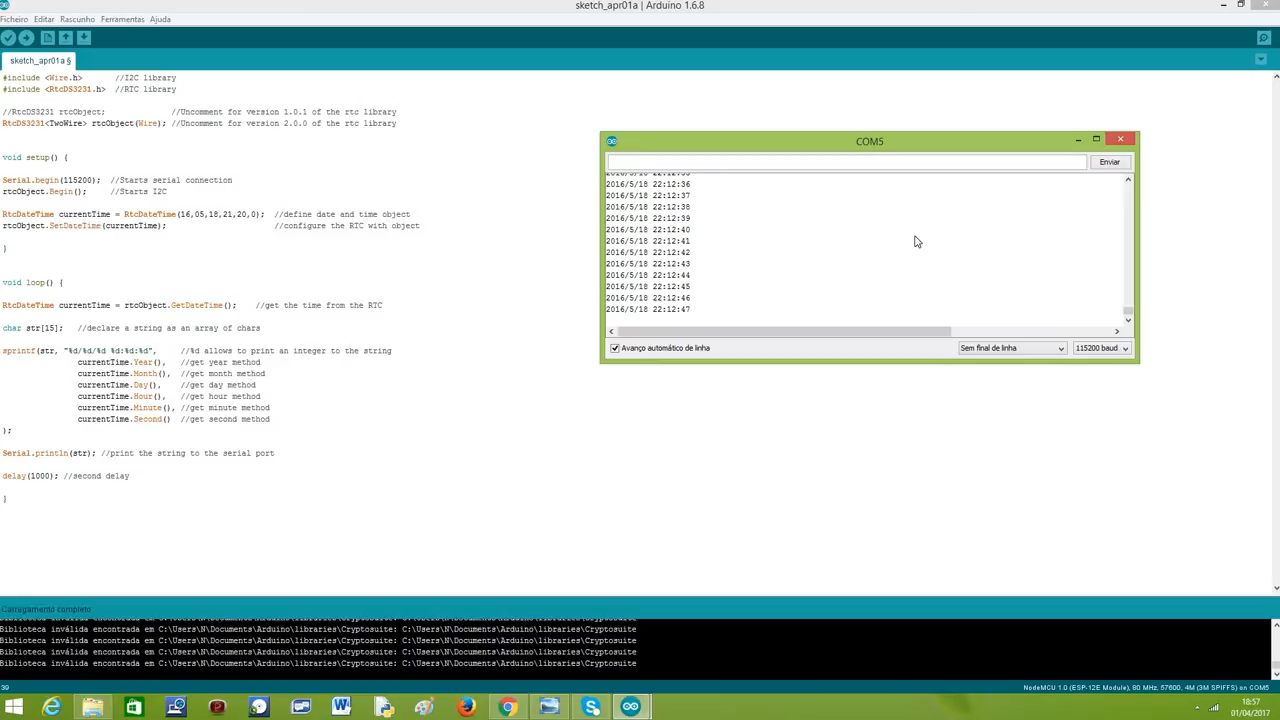 sketch_apr01a | Arduino 1.6.8
Ficheiro Editar Rascunho Ferramentas Ajuda
sketch_apr01a §
#include <Wire.h> //I2C library
#include <RtcDS3231.h> //RTC library
//RtcDS3231 rtcObject; //Uncomment for version 1.0.1 of the rtc library
RtcDS3231<TwoWire> rtcObject(Wire); //Uncomment for version 2.0.0 of the rtc library
void setup() {
Serial.begin(115200); //Starts serial connection
rtcObject.Begin(); //Starts I2C
RtcDateTime currentTime = RtcDateTime(16,05,18,21,20,0); //define date and time object
rtcObject.SetDateTime(currentTime); //configure the RTC with object
}
void loop() {
RtcDateTime currentTime = rtcObject.GetDateTime(); //get the time from the RTC
char str[15]; //declare a string as an array of chars
sprintf(str, "%d/%d/%d %d:%d:%d", //%d allows to print an integer to the string
currentTime.Year(), //get year method
currentTime.Month(), //get month method
currentTime.Day(), //get day method
currentTime.Hour(), //get hour method
currentTime.Minute(), //get minute method
currentTime.Second() //get second method
);
Serial.println(str); //print the string to the serial port
delay(1000); //second delay
}
COM5
Enviar
2016/5/18 22:12:36
2016/5/18 22:12:37
2016/5/18 22:12:38
2016/5/18 22:12:39
2016/5/18 22:12:40
2016/5/18 22:12:41
2016/5/18 22:12:42
2016/5/18 22:12:43
2016/5/18 22:12:44
2016/5/18 22:12:45
2016/5/18 22:12:46
2016/5/18 22:12:47
Avanço automático de linha Sem final de linha 115200 baud
Carregamento completo
Biblioteca inválida encontrada em C:\Users\N\Documents\Arduino\libraries\Cryptosuite: C:\Users\N\Documents\Arduino\libraries\Cryptosuite
Biblioteca inválida encontrada em C:\Users\N\Documents\Arduino\libraries\Cryptosuite: C:\Users\N\Documents\Arduino\libraries\Cryptosuite
Biblioteca inválida encontrada em C:\Users\N\Documents\Arduino\libraries\Cryptosuite: C:\Users\N\Documents\Arduino\libraries\Cryptosuite
Biblioteca inválida encontrada em C:\Users\N\Documents\Arduino\libraries\Cryptosuite: C:\Users\N\Documents\Arduino\libraries\Cryptosuite
39 NodeMCU 1.0 (ESP-12E Module), 80 MHz, 57600, 4M (3M SPIFFS) on COM5
18:57
01/04/2017